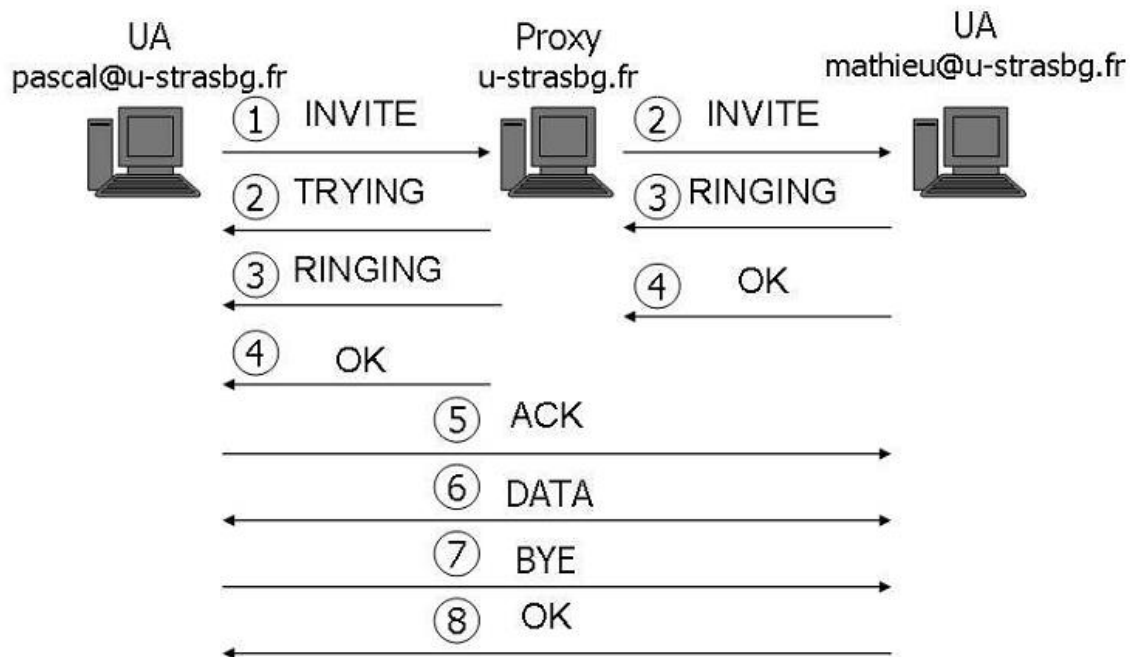 UA
pascal@u-strasbg.fr
Proxy
u-strasbg.fr
UA
mathieu@u-strasbg.fr
1 INVITE
2 INVITE
2 TRYING
3 RINGING
3 RINGING
4 OK
4 OK
5 ACK
6 DATA
7 BYE
8 OK